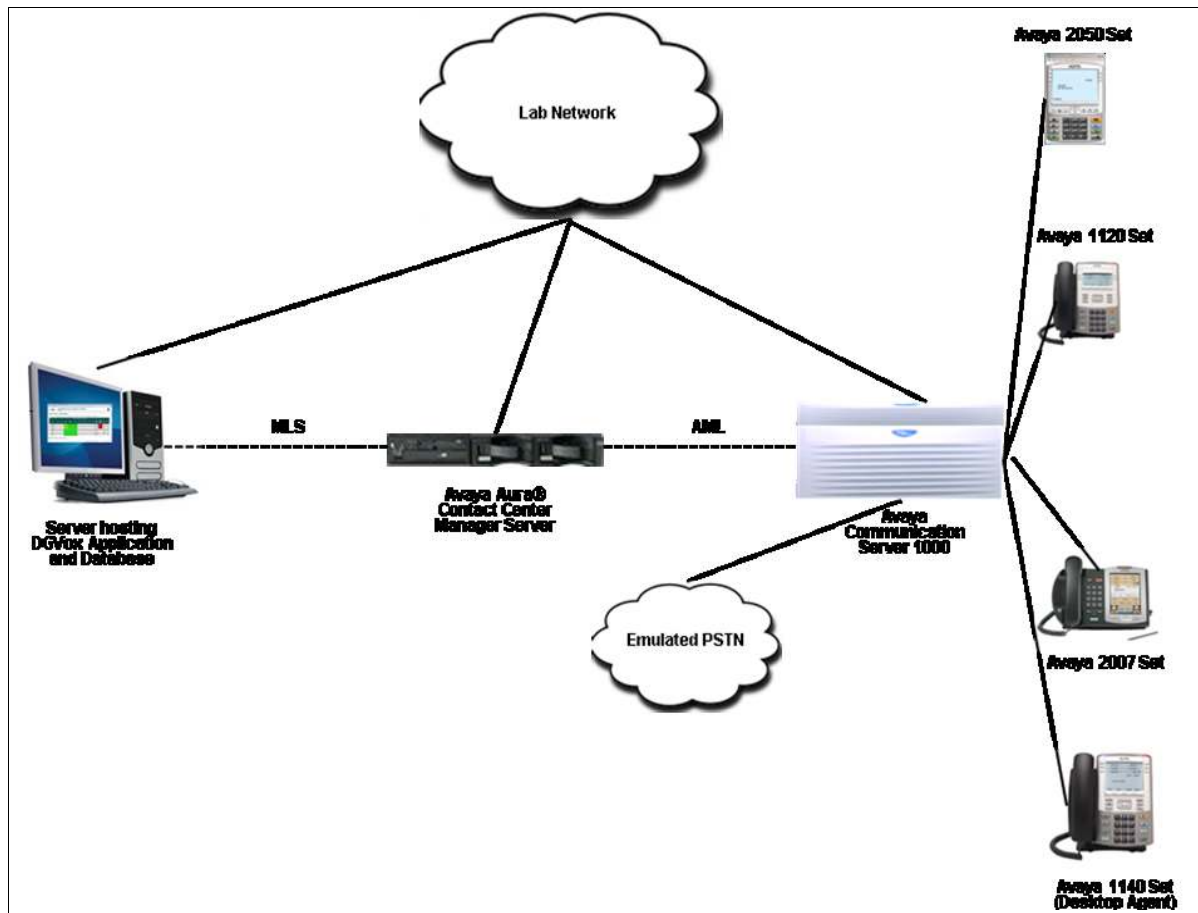 Avaya 2050 Set
Lab Network
Avaya 1120 Set
MLS
AML
Avaya Aura®
Contact Center
Manager Server
Server hosting
DGVox Application
and Database
Avaya
Communication
Server 1000
Emulated PSTN
Avaya 2007 Set
Avaya 1140 Set
(Desktop Agent)